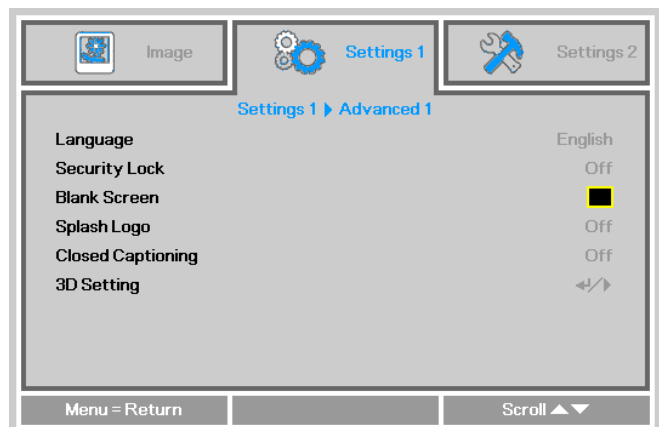 Image Settings 1 Settings 2
Settings 1 ▶ Advanced 1
Language English
Security Lock Off
Blank Screen
Splash Logo Off
Closed Captioning Off
3D Setting ↵/▶
Menu = Return Scroll ▲▼